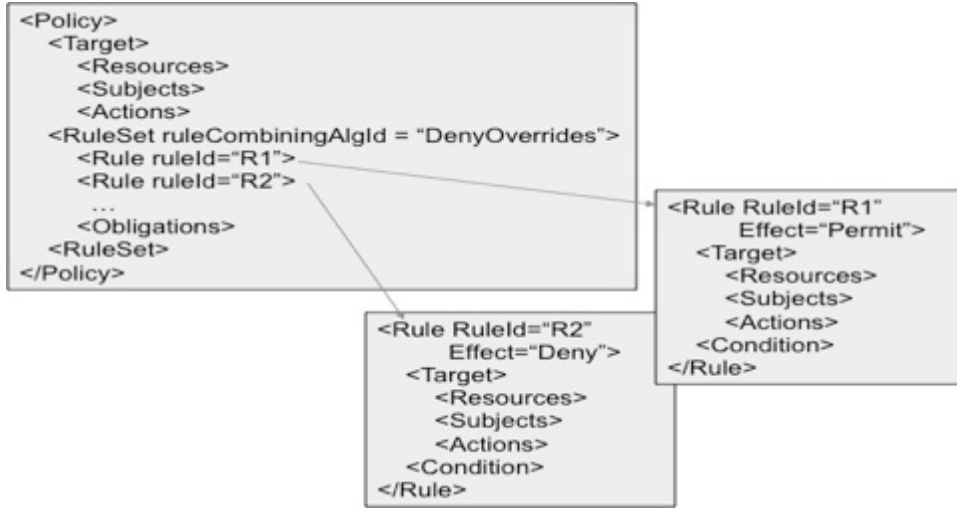 <Policy>
<Target>
<Resources>
<Subjects>
<Actions>
<RuleSet ruleCombiningAlgId = “DenyOverrides”>
<Rule ruleId=“R1”>
<Rule ruleId=“R2”>
...
<Obligations>
<RuleSet>
</Policy>
<Rule RuleId=“R1”
Effect=“Permit”>
<Target>
<Resources>
<Subjects>
<Actions>
<Condition>
</Rule>
<Rule RuleId=“R2”
Effect=“Deny”>
<Target>
<Resources>
<Subjects>
<Actions>
<Condition>
</Rule>